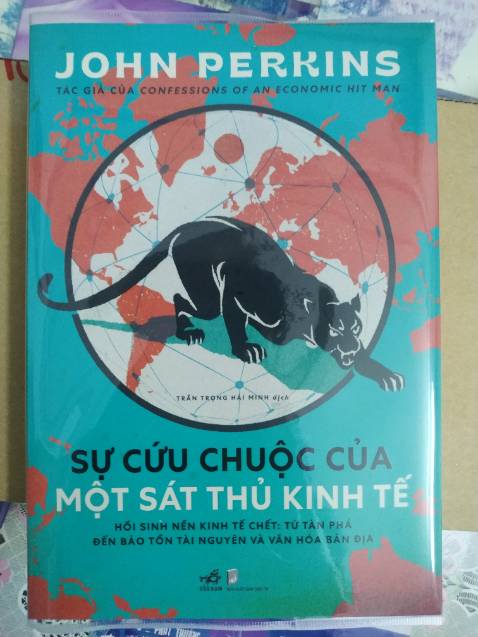 JOHN PERKINS
TÁC GIẢ CỦA CONFESSIONS OF AN ECONOMIC HIT MAN
TRẦN TRỌNG HẢI MINH dịch
SỰ CỨU CHUỘC CỦA
MỘT SÁT THỦ KINH TẾ
HỒI SINH NỀN KINH TẾ CHẾT: TỪ TÀN PHÁ
ĐẾN BẢO TỒN TÀI NGUYÊN VÀ VĂN HÓA BẢN ĐỊA